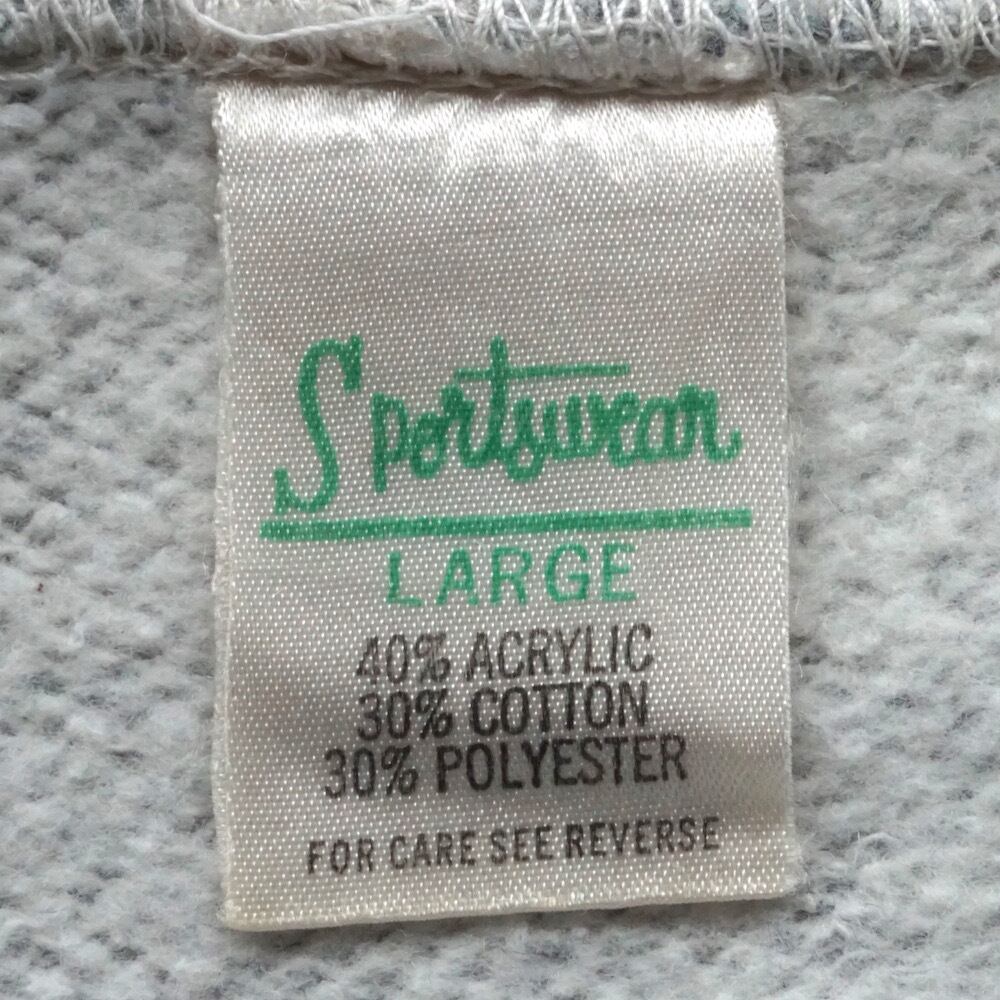 Sportswear
LARGE
40% ACRYLIC
30% COTTON
30% POLYESTER
FOR CARE SEE REVERSE